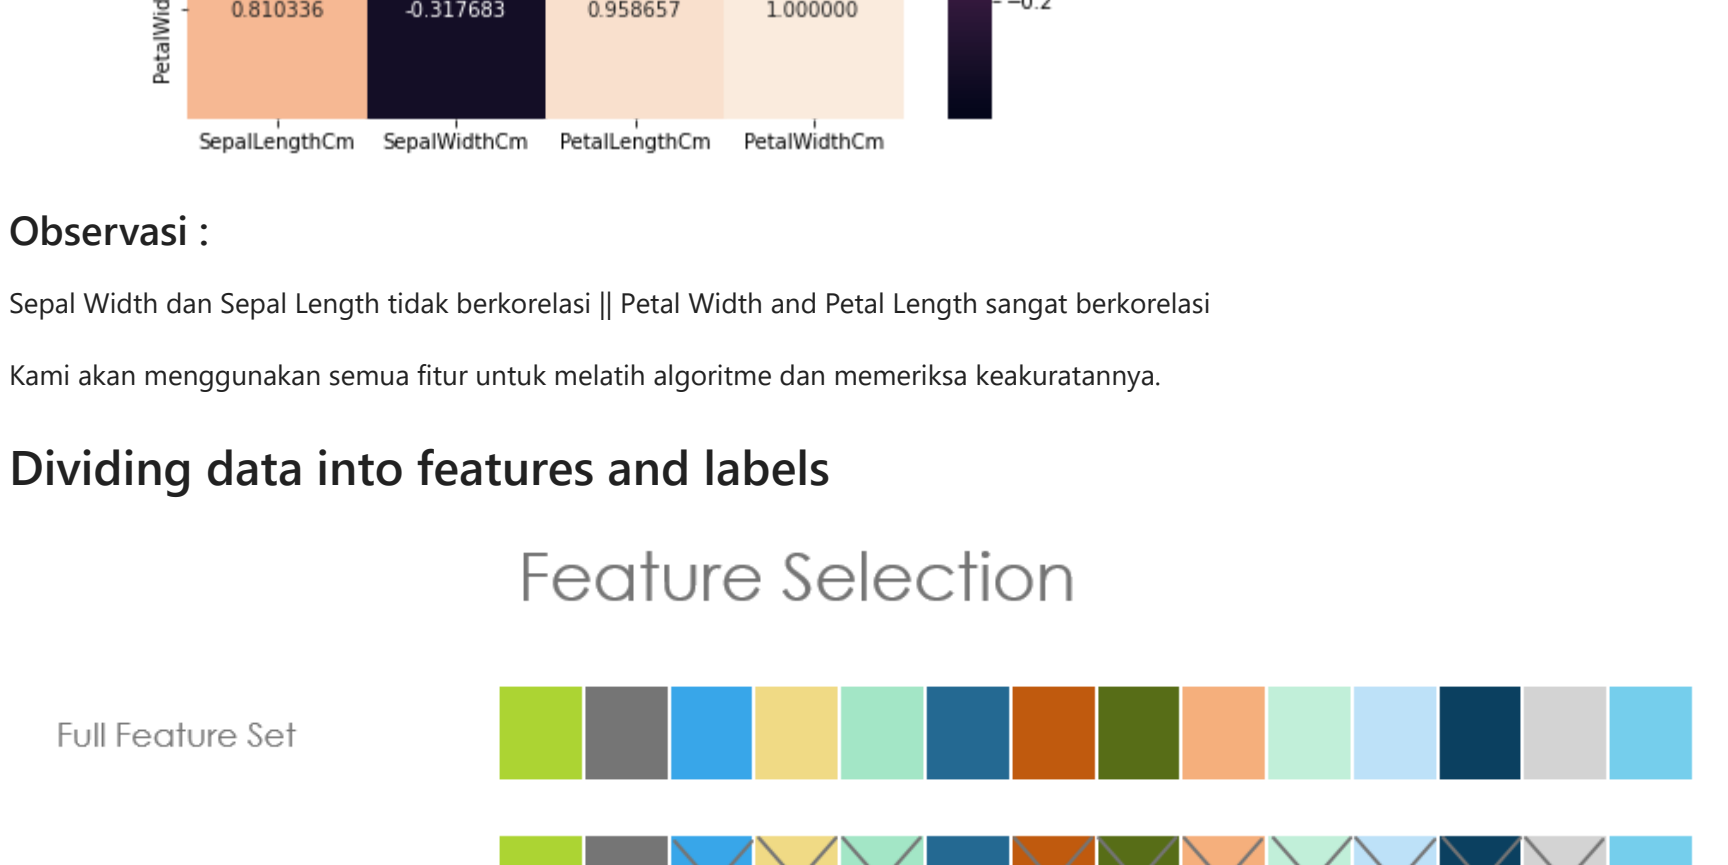 0.810336 -0.317683 0.958657 1.000000
SepalLengthCm SepalWidthCm PetalLengthCm PetalWidthCm
Observasi :
Sepal Width dan Sepal Length tidak berkorelasi || Petal Width and Petal Length sangat berkorelasi
Kami akan menggunakan semua fitur untuk melatih algoritme dan memeriksa keakuratannya.
Dividing data into features and labels
Feature Selection
Full Feature Set